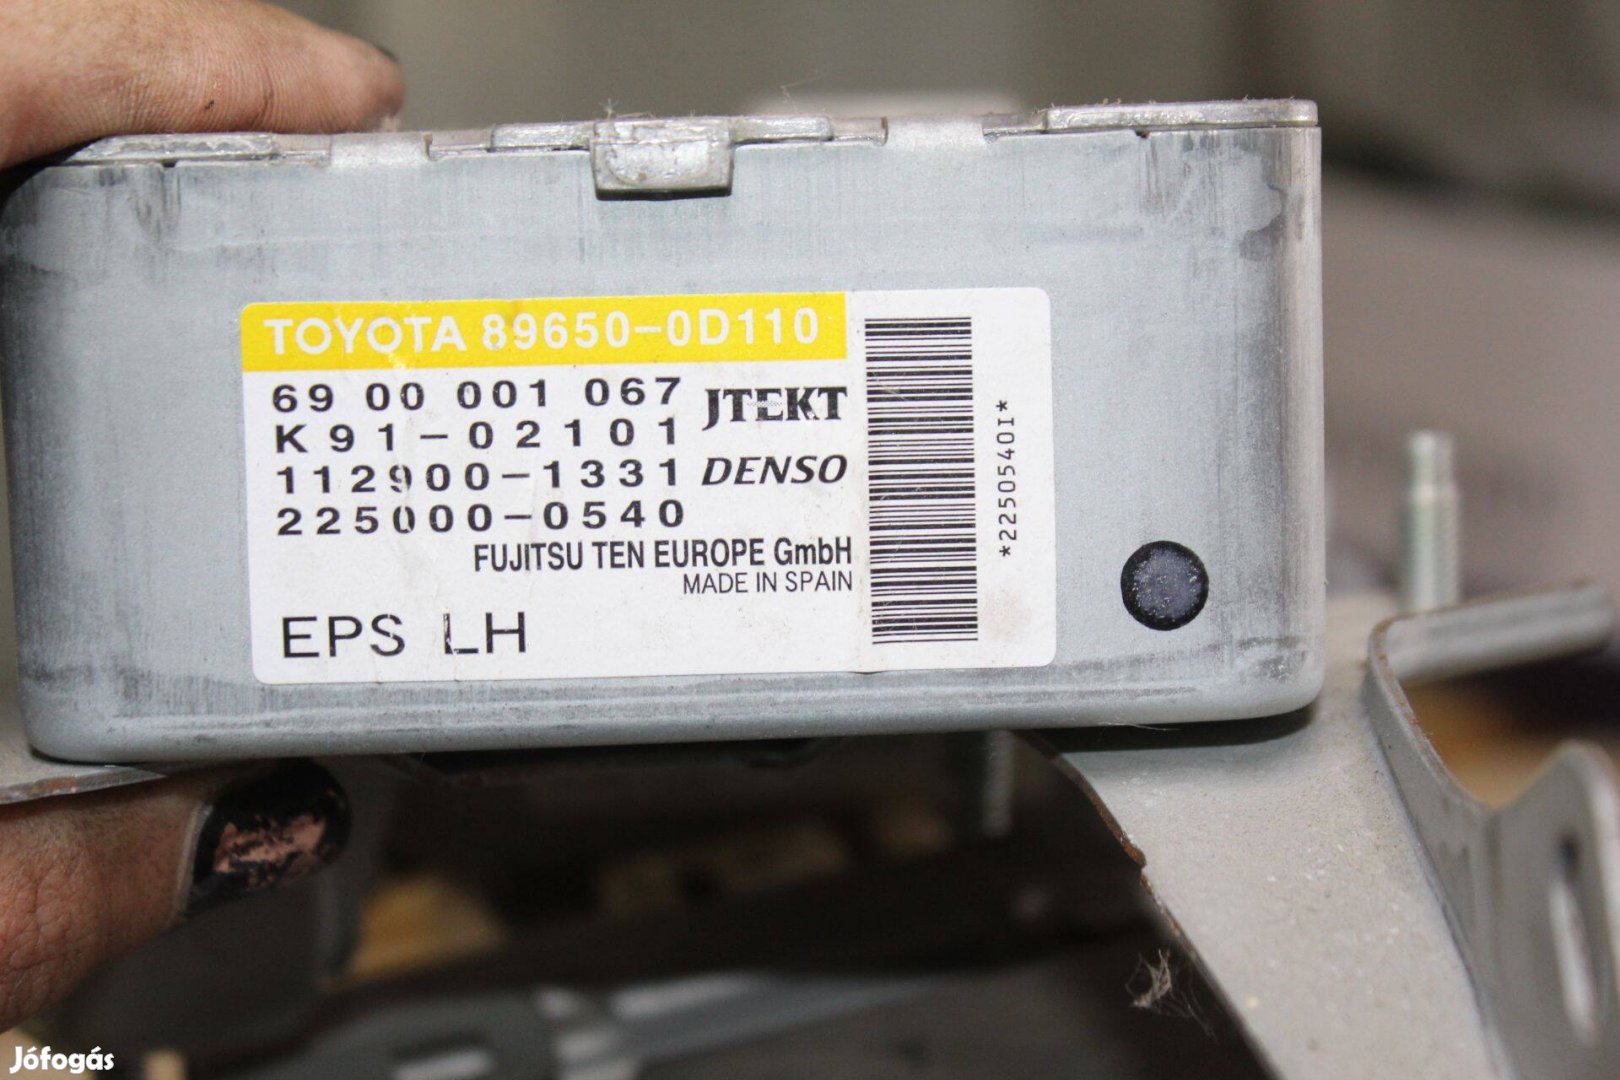 TOYOTA 89650-0D110
69 00 001 067 JTEKT
K91-02101
112900-1331 DENSO
225000-0540
FUJITSU TEN EUROPE GmbH
MADE IN SPAIN
EPS LH
*2250540I*
Jófogás